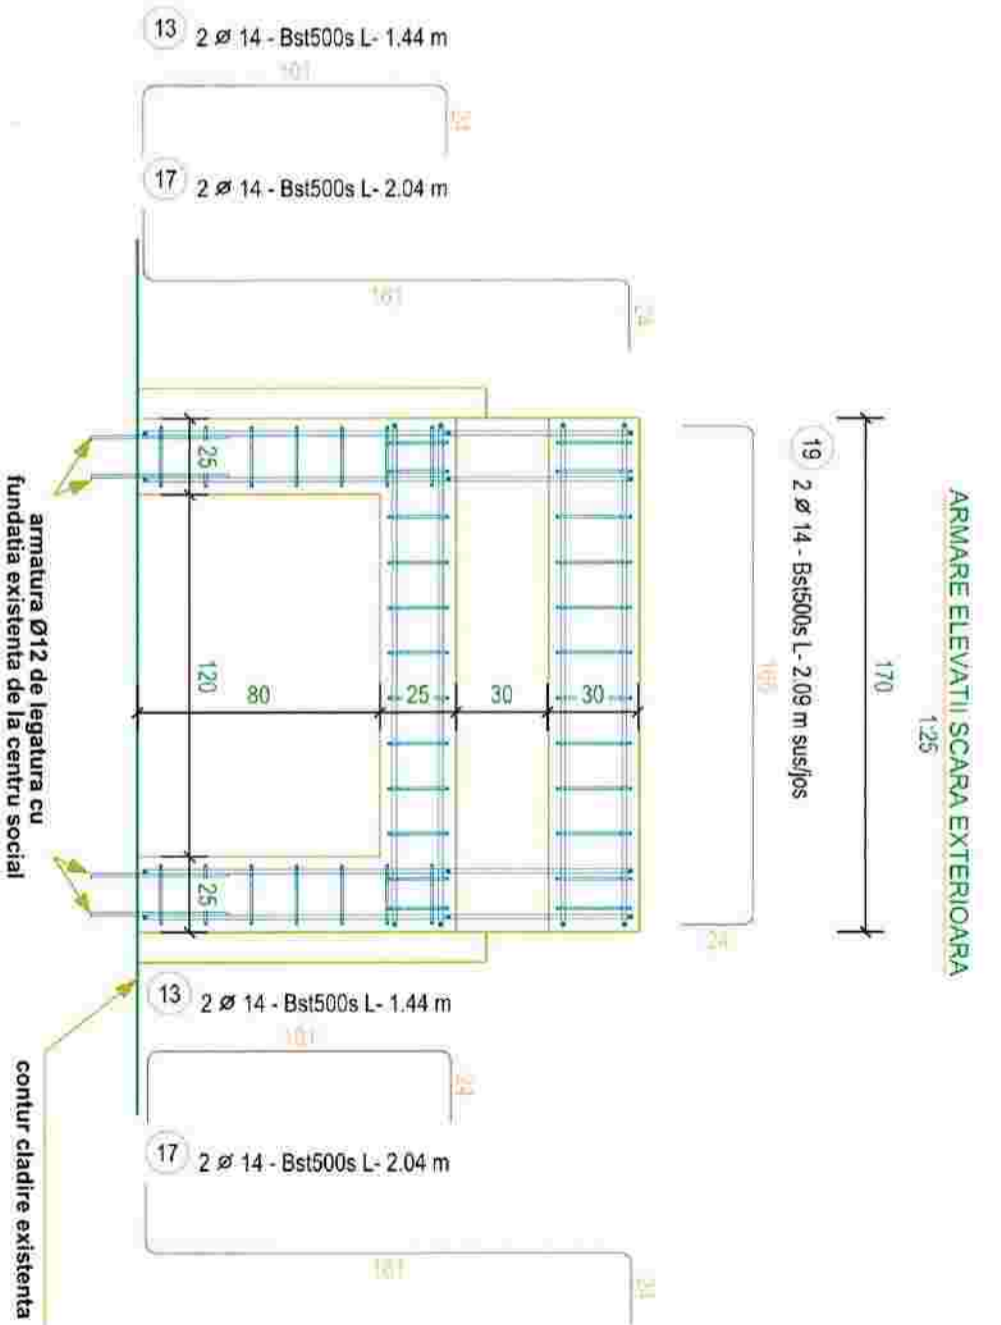 ARMARE ELEVATII SCARA EXTERIOARA
1:25
170
19 2 ø 14 - Bst500s L- 2.09 m sus/jos
24
13 2 ø 14 - Bst500s L- 1.44 m
101
24
17 2 ø 14 - Bst500s L- 2.04 m
161
24
25
120
25
80
25
30
30
13 2 ø 14 - Bst500s L- 1.44 m
101
24
17 2 ø 14 - Bst500s L- 2.04 m
161
24
armatura Ø12 de legatura cu
fundatia existenta de la centru social
contur cladire existenta